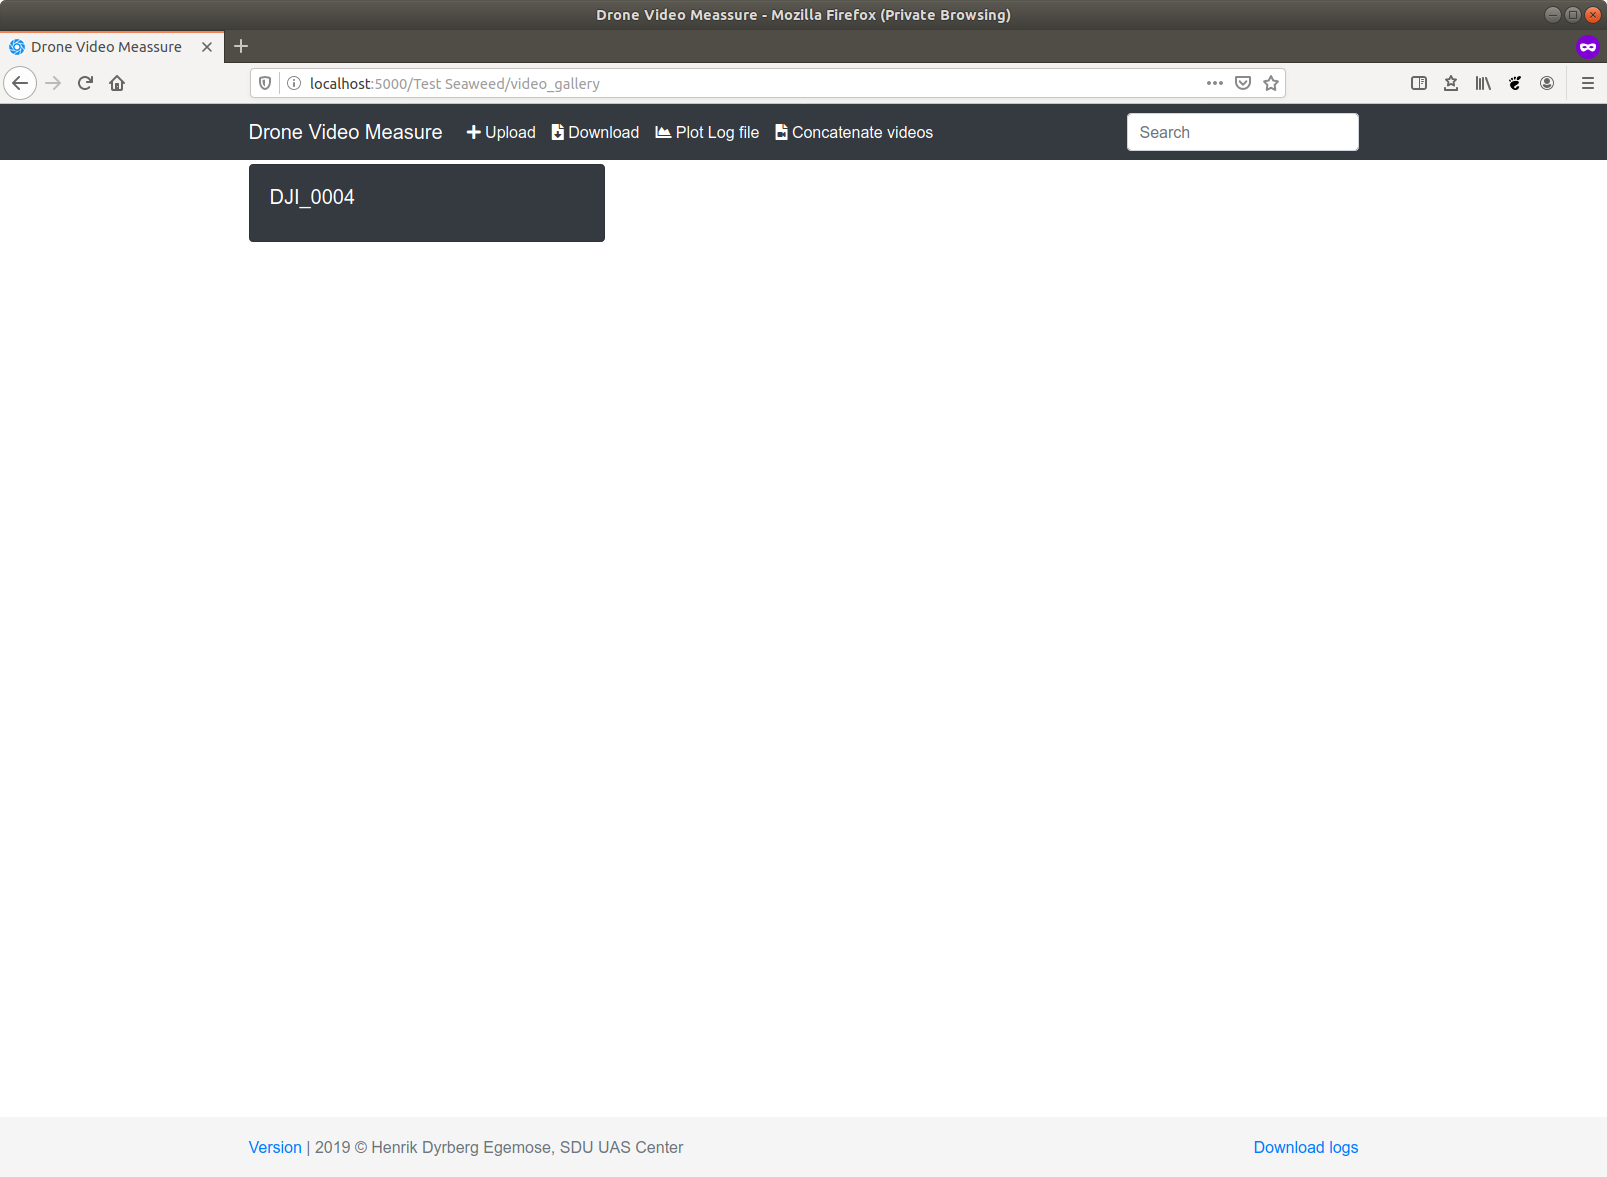 Drone Video Meassure - Mozilla Firefox (Private Browsing)
Drone Video Meassure
localhost:5000/Test Seaweed/video_gallery
Drone Video Measure Upload Download Plot Log file Concatenate videos Search
DJI_0004
Version | 2019 © Henrik Dyrberg Egemose, SDU UAS Center Download logs